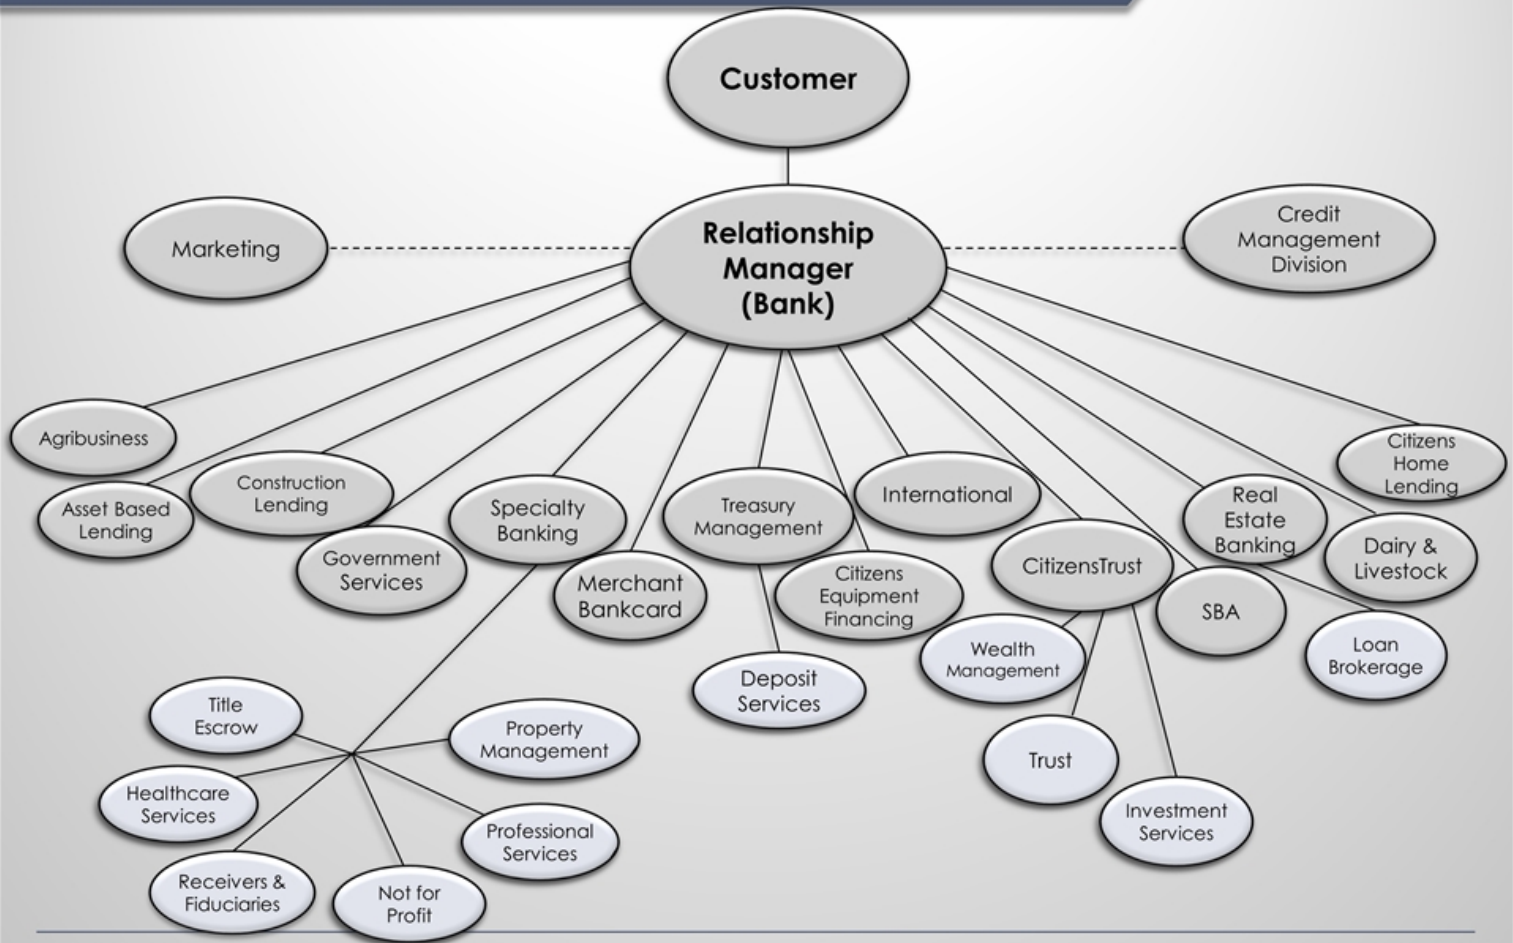 Customer
Relationship
Manager
(Bank)
Marketing
Credit
Management
Division
Agribusiness
Asset Based
Lending
Construction
Lending
Government
Services
Specialty
Banking
Merchant
Bankcard
Treasury
Management
Citizens
Equipment
Financing
International
CitizensTrust
SBA
Real
Estate
Banking
Dairy &
Livestock
Citizens
Home
Lending
Wealth
Management
Loan
Brokerage
Deposit
Services
Trust
Investment
Services
Title
Escrow
Property
Management
Healthcare
Services
Professional
Services
Receivers &
Fiduciaries
Not for
Profit